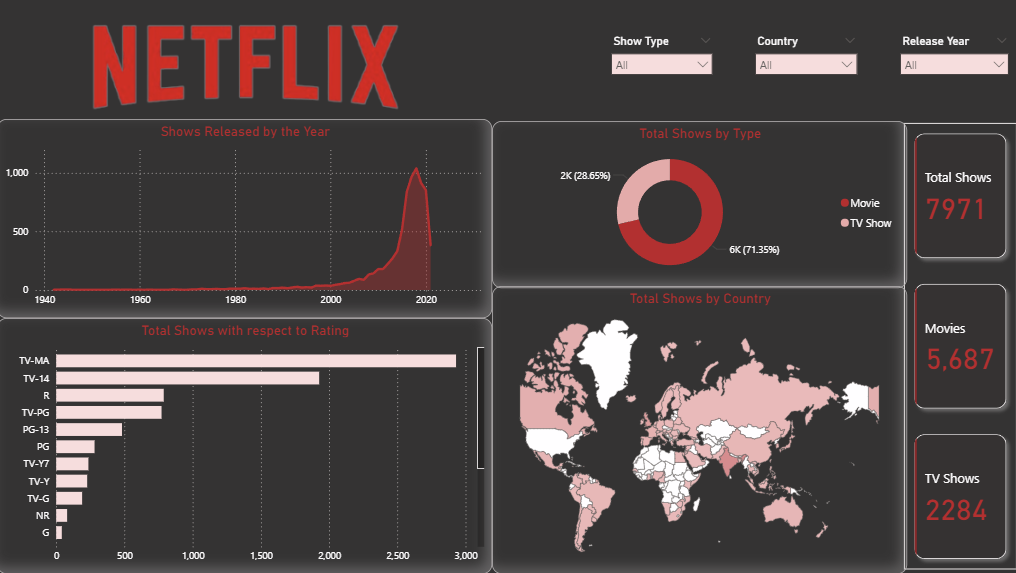 NETFLIX
Show Type
All
Country
All
Release Year
All
Shows Released by the Year
1,000
500
0
1940
1960
1980
2000
2020
Total Shows by Type
2K (28.65%)
6K (71.35%)
Movie
TV Show
Total Shows
7971
Movies
5,687
TV Shows
2284
Total Shows with respect to Rating
TV-MA
TV-14
R
TV-PG
PG-13
PG
TV-Y7
TV-Y
TV-G
NR
G
0
500
1,000
1,500
2,000
2,500
3,000
Total Shows by Country